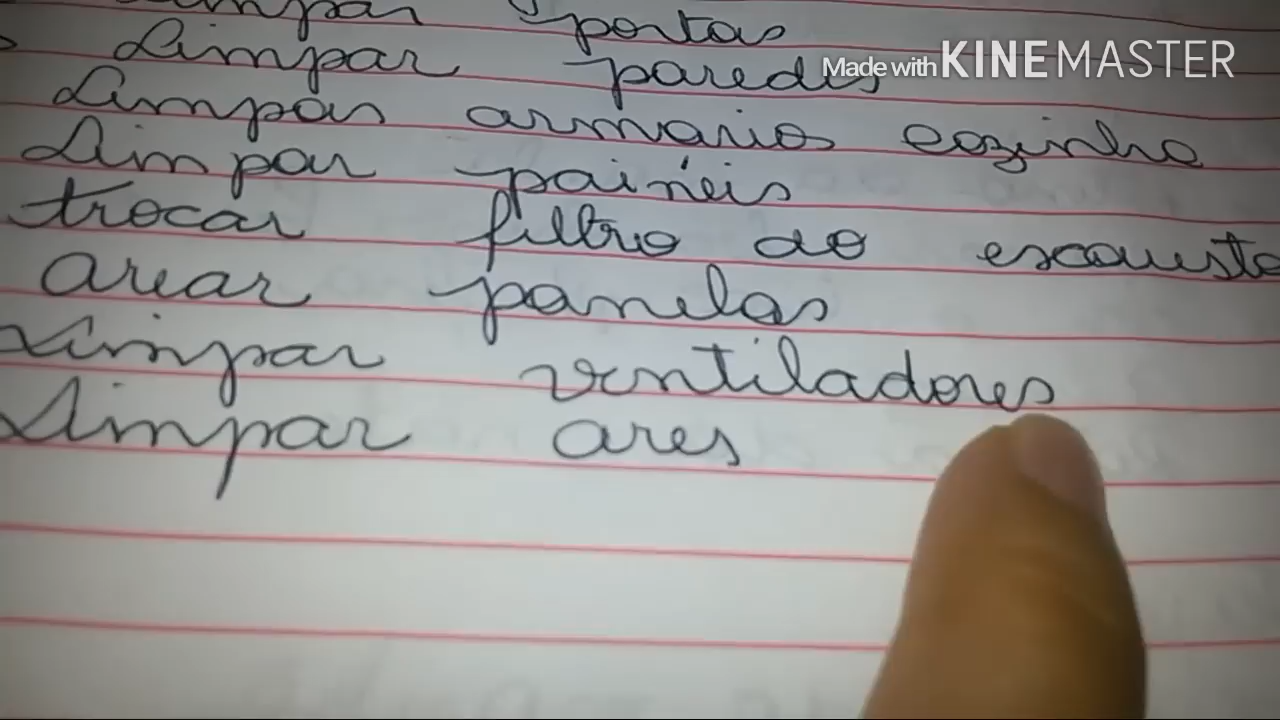 Limpar portas
Limpar paredes
Made with KINEMASTER
Limpar armarios cozinha
Limpar painéis
trocar filtro do
arear panelas
Limpar ventiladores
Limpar ares